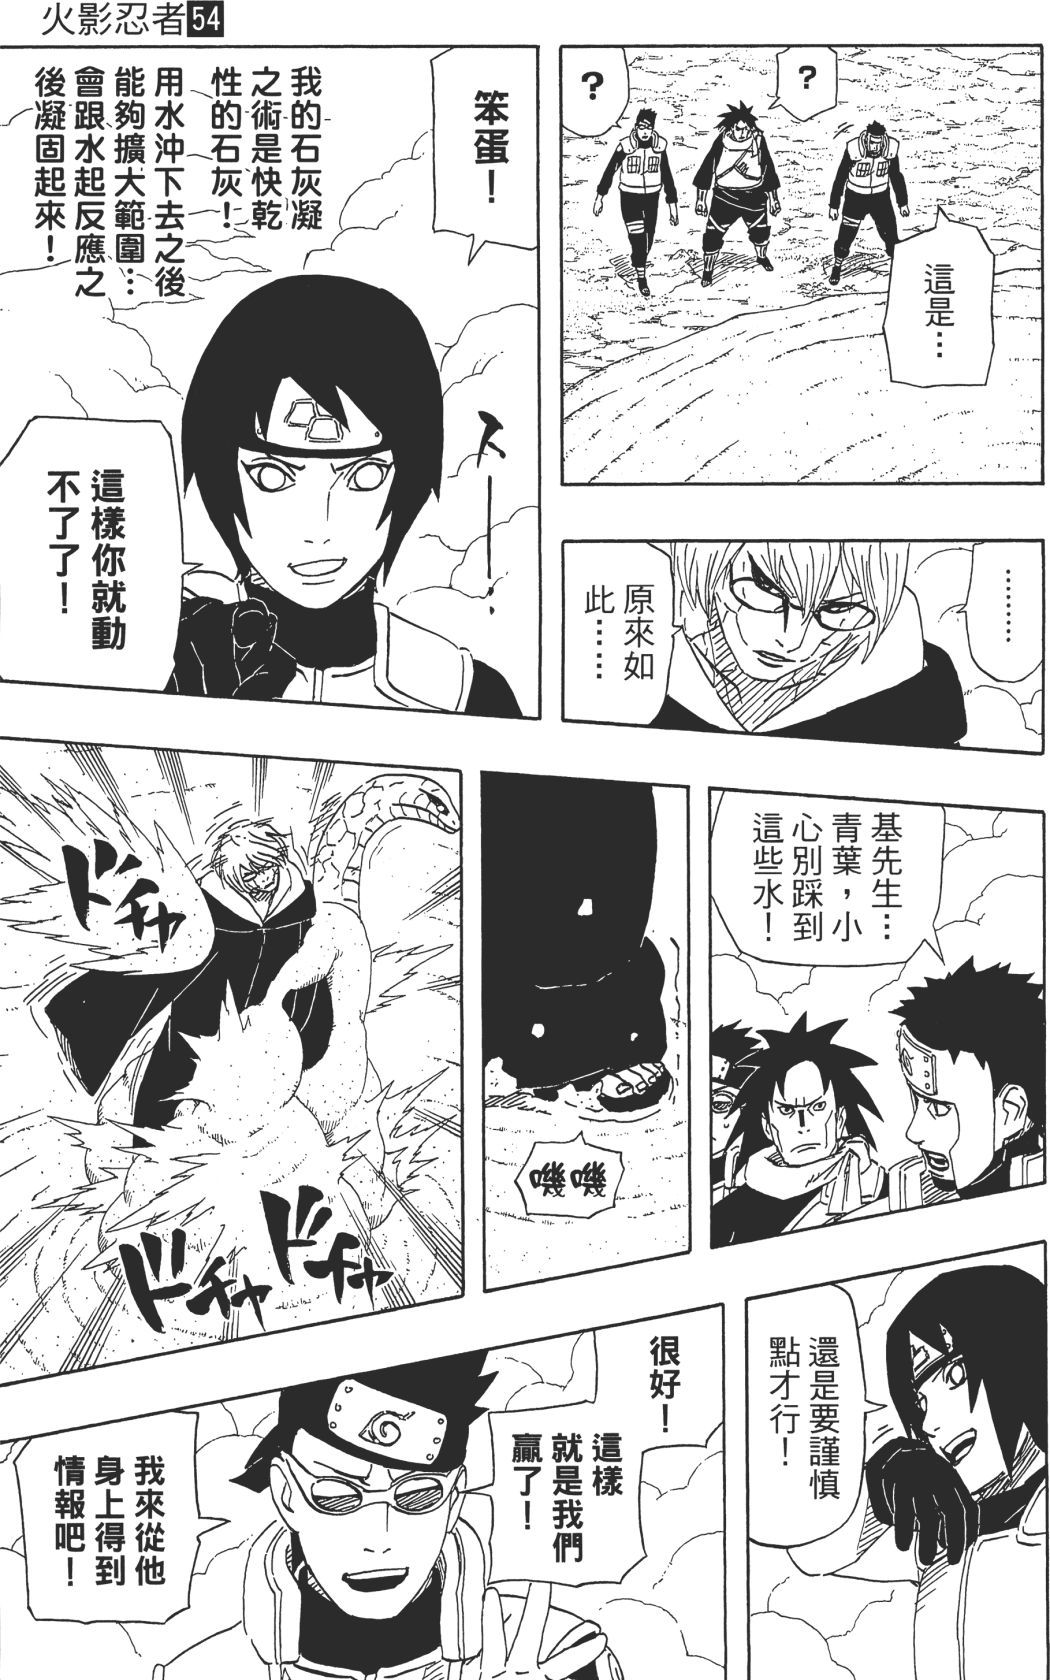 火影忍者54
？
？
這是…
笨蛋！
我的石灰凝
之術是快乾
性的石灰！
用水沖下去之後
能夠擴大範圍…
會跟水起反應之
後凝固起來！
スーー．
這樣你就動
不了了！
………
原來如
此……
基先生…
青葉，小
心別踩到
這些水！
嘰嘰
ドチャ
ドチャ
ドチャ
還是要謹慎
點才行！
很好！
這樣
就是我們
贏了！
我來從他
身上得到
情報吧！